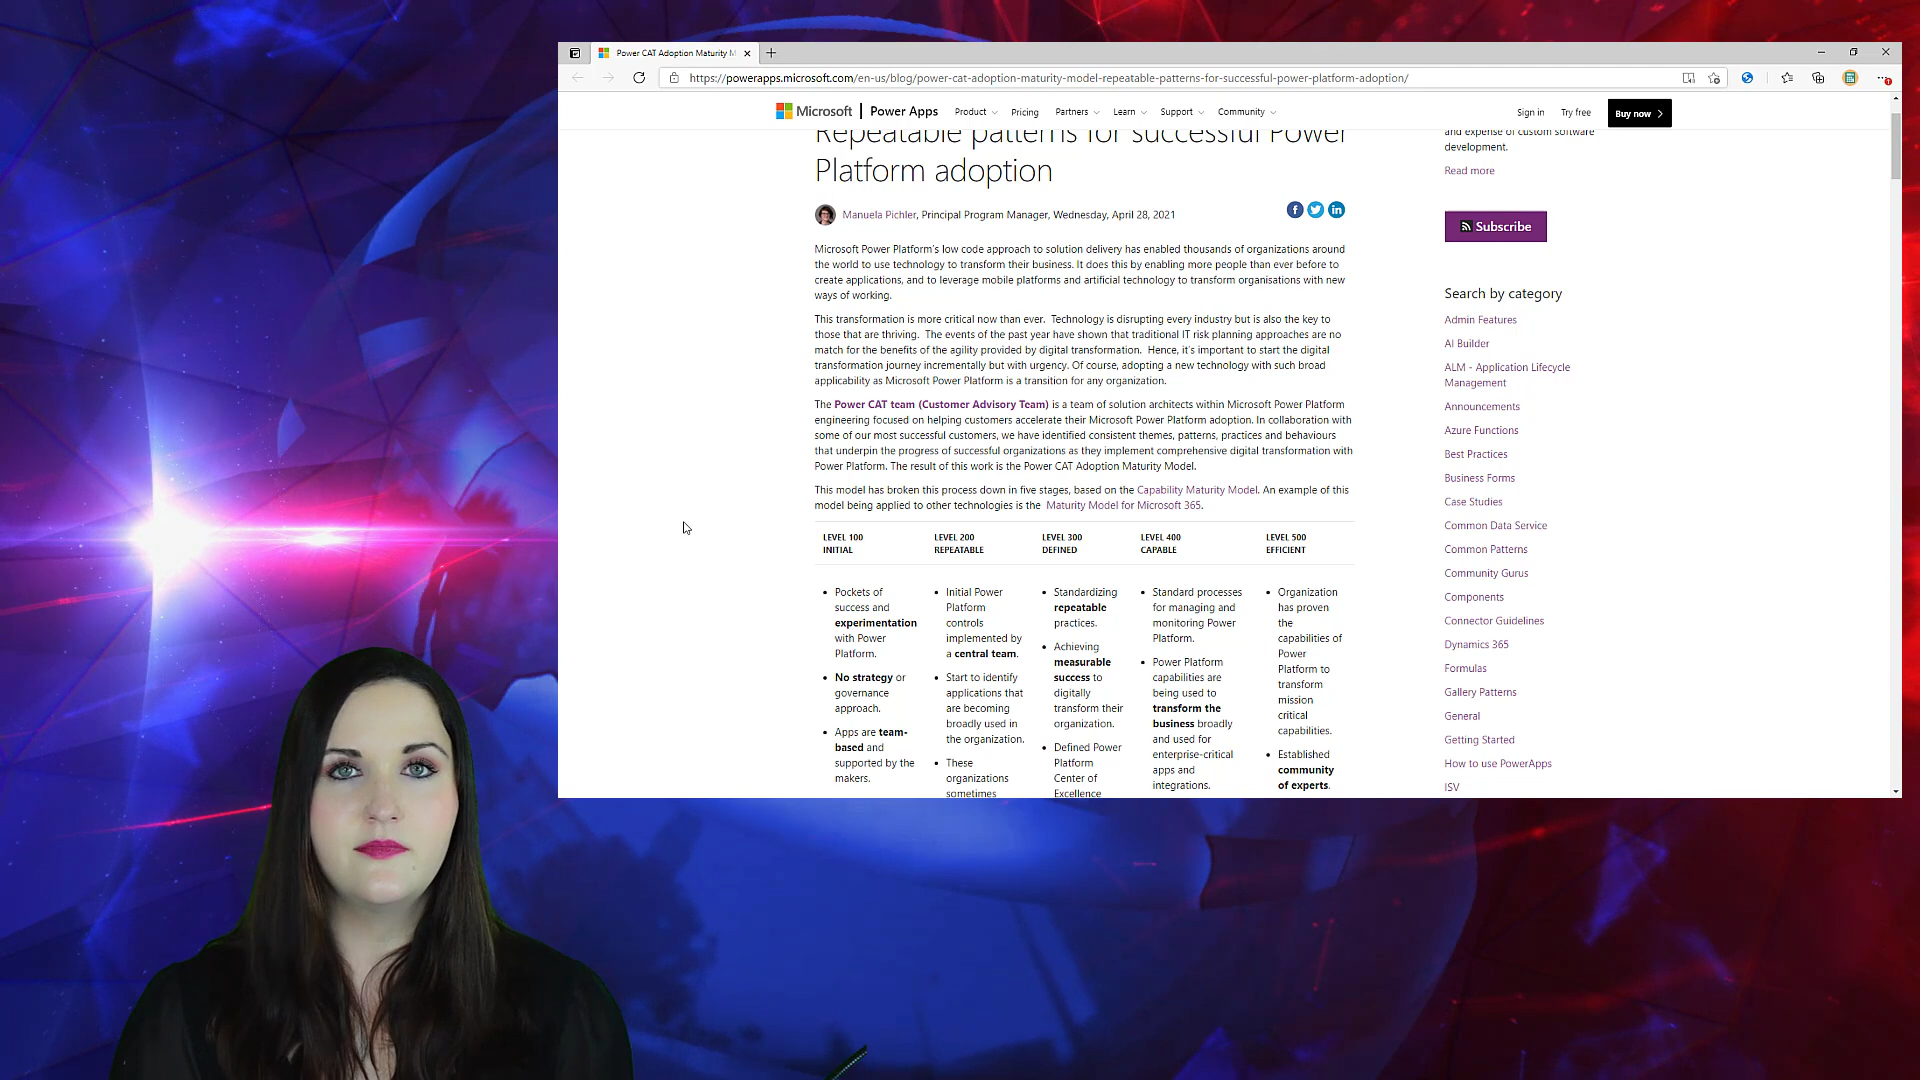 Power CAT Adoption Maturity M
https://powerapps.microsoft.com/en-us/blog/power-cat-adoption-maturity-model-repeatable-patterns-for-successful-power-platform-adoption/
Microsoft | Power Apps Product Pricing Partners Learn Support Community Sign in Try free Buy now
Repeatable patterns for successful Power
Platform adoption
Manuela Pichler, Principal Program Manager, Wednesday, April 28, 2021
Microsoft Power Platform's low code approach to solution delivery has enabled thousands of organizations around
the world to use technology to transform their business. It does this by enabling more people than ever before to
create applications, and to leverage mobile platforms and artificial technology to transform organisations with new
ways of working.
This transformation is more critical now than ever. Technology is disrupting every industry but is also the key to
those that are thriving. The events of the past year have shown that traditional IT risk planning approaches are no
match for the benefits of the agility provided by digital transformation. Hence, it's important to start the digital
transformation journey incrementally but with urgency. Of course, adopting a new technology with such broad
applicability as Microsoft Power Platform is a transition for any organization.
The Power CAT team (Customer Advisory Team) is a team of solution architects within Microsoft Power Platform
engineering focused on helping customers accelerate their Microsoft Power Platform adoption. In collaboration with
some of our most successful customers, we have identified consistent themes, patterns, practices and behaviours
that underpin the progress of successful organizations as they implement comprehensive digital transformation with
Power Platform. The result of this work is the Power CAT Adoption Maturity Model.
This model has broken this process down in five stages, based on the Capability Maturity Model. An example of this
model being applied to other technologies is the Maturity Model for Microsoft 365.
LEVEL 100
INITIAL
• Pockets of
success and
experimentation
with Power
Platform.
• No strategy or
governance
approach.
• Apps are team-
based and
supported by the
makers.
LEVEL 200
REPEATABLE
• Initial Power
Platform
controls
implemented by
a central team.
• Start to identify
applications that
are becoming
broadly used in
the organization.
• These
organizations
sometimes
LEVEL 300
DEFINED
• Standardizing
repeatable
practices.
• Achieving
measurable
success to
digitally
transform their
organization.
• Defined Power
Platform
Center of
Excellence
LEVEL 400
CAPABLE
• Standard processes
for managing and
monitoring Power
Platform.
• Power Platform
capabilities are
being used to
transform the
business broadly
and used for
enterprise-critical
apps and
integrations.
LEVEL 500
EFFICIENT
• Organization
has proven
the
capabilities of
Power
Platform to
transform
mission
critical
capabilities.
• Established
community
of experts.
and expense of custom software
development.
Read more
Subscribe
Search by category
Admin Features
AI Builder
ALM - Application Lifecycle
Management
Announcements
Azure Functions
Best Practices
Business Forms
Case Studies
Common Data Service
Common Patterns
Community Gurus
Components
Connector Guidelines
Dynamics 365
Formulas
Gallery Patterns
General
Getting Started
How to use PowerApps
ISV